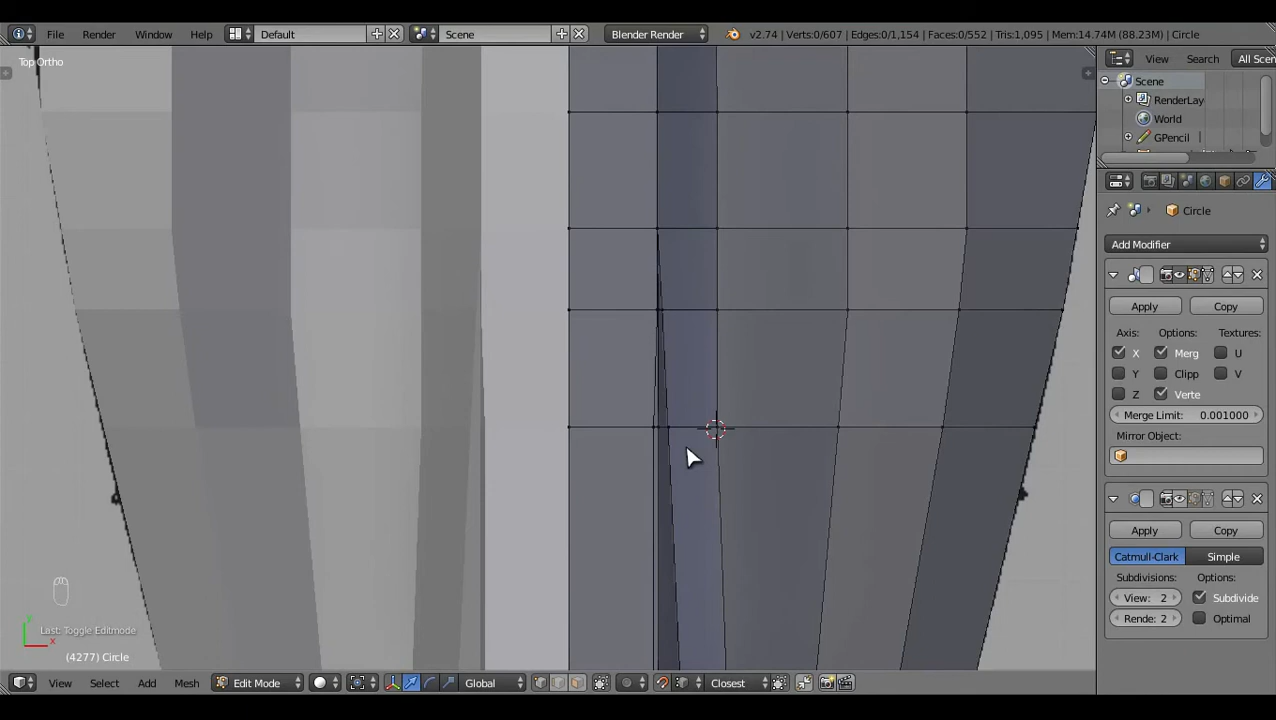 File Render Window Help Default Scene Blender Render v2.74 | Verts:0/607 | Edges:0/1,154 | Faces:0/552 | Tris:1,095 | Mem:14.74M (88.23M) | Circle
Top Ortho
View Search All Scen
Scene
RenderLay
World
GPencil
Circle
Add Modifier
Apply Copy
Axis: Options: Textures:
X Merg U
Y Clipp V
Z Verte
Merge Limit: 0.001000
Mirror Object:
Apply Copy
Catmull-Clark Simple
Subdivisions: Options:
View: 2 Subdivide
Rende: 2 Optimal
Last: Toggle Editmode
y
x
(4277) Circle
View Select Add Mesh Edit Mode Global Closest